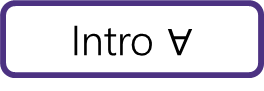 Intro ∀